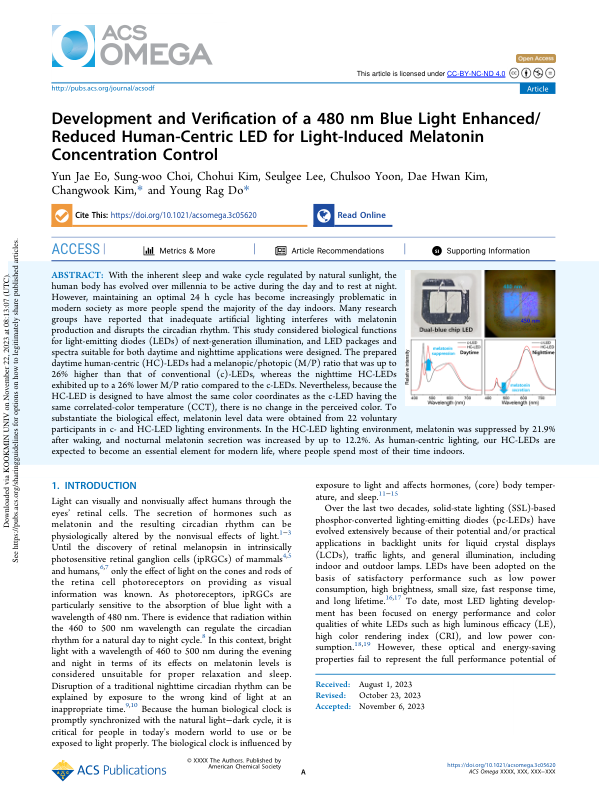 ACS
OMEGA
Open Access
This article is licensed under CC-BY-NC-ND 4.0
http://pubs.acs.org/journal/acsodf
Article
Development and Verification of a 480 nm Blue Light Enhanced/
Reduced Human-Centric LED for Light-Induced Melatonin
Concentration Control
Yun Jae Eo, Sung-woo Choi, Chohui Kim, Seulgee Lee, Chulsoo Yoon, Dae Hwan Kim,
Changwook Kim,* and Young Rag Do*
Cite This: https://doi.org/10.1021/acsomega.3c05620
Read Online
ACCESS
Metrics & More
Article Recommendations
Supporting Information
ABSTRACT: With the inherent sleep and wake cycle regulated by natural sunlight, the
human body has evolved over millennia to be active during the day and to rest at night.
However, maintaining an optimal 24 h cycle has become increasingly problematic in
modern society as more people spend the majority of the day indoors. Many research
groups have reported that inadequate artificial lighting interferes with melatonin
production and disrupts the circadian rhythm. This study considered biological functions
for light-emitting diodes (LEDs) of next-generation illumination, and LED packages and
spectra suitable for both daytime and nighttime applications were designed. The prepared
daytime human-centric (HC)-LEDs had a melanopic/photopic (M/P) ratio that was up to
26% higher than that of conventional (c)-LEDs, whereas the nighttime HC-LEDs
exhibited up to a 26% lower M/P ratio compared to the c-LEDs. Nevertheless, because the
HC-LED is designed to have almost the same color coordinates as the c-LED having the
same correlated-color temperature (CCT), there is no change in the perceived color. To
substantiate the biological effect, melatonin level data were obtained from 22 voluntary
participants in c- and HC-LED lighting environments. In the HC-LED lighting environment, melatonin was suppressed by 21.9%
after waking, and nocturnal melatonin secretion was increased by up to 12.2%. As human-centric lighting, our HC-LEDs are
expected to become an essential element for modern life, where people spend most of their time indoors.
Dual-blue chip LED
480 nm
450 nm
Daytime
Nighttime
Relative intensity
Wavelength (nm)
Wavelength (nm)
1. INTRODUCTION
Light can visually and nonvisually affect humans through the
eyes' retinal cells. The secretion of hormones such as
melatonin and the resulting circadian rhythm can be
physiologically altered by the nonvisual effects of light.1−3
Until the discovery of retinal melanopsin in intrinsically
photosensitive retinal ganglion cells (ipRGCs) of mammals4,5
and humans,6,7 only the effect of light on the cones and rods of
the retina cell photoreceptors on providing as visual
information was known. As photoreceptors, ipRGCs are
particularly sensitive to the absorption of blue light with a
wavelength of 480 nm. There is evidence that radiation within
the 460 to 500 nm wavelength can regulate the circadian
rhythm for a natural day to night cycle.8 In this context, bright
light with a wavelength of 460 to 500 nm during the evening
and night in terms of its effects on melatonin levels is
considered unsuitable for proper relaxation and sleep.
Disruption of a traditional nighttime circadian rhythm can be
explained by exposure to the wrong kind of light at an
inappropriate time.9,10 Because the human biological clock is
promptly synchronized with the natural light−dark cycle, it is
critical for people in today's modern world to use or be
exposed to light properly. The biological clock is influenced by
exposure to light and affects hormones, (core) body temper-
ature, and sleep.11−15
Over the last two decades, solid-state lighting (SSL)-based
phosphor-converted lighting-emitting diodes (pc-LEDs) have
evolved extensively because of their potential and/or practical
applications in backlight units for liquid crystal displays
(LCDs), traffic lights, and general illumination, including
indoor and outdoor lamps. LEDs have been adopted on the
basis of satisfactory performance such as low power
consumption, high brightness, small size, fast response time,
and long lifetime.16,17 To date, most LED lighting develop-
ment has been focused on energy performance and color
qualities of white LEDs such as high luminous efficacy (LE),
high color rendering index (CRI), and low power con-
sumption.18,19 However, these optical and energy-saving
properties fail to represent the full performance potential of
Received: August 1, 2023
Revised: October 23, 2023
Accepted: November 6, 2023
ACS Publications
© XXXX The Authors. Published by
American Chemical Society
A
https://doi.org/10.1021/acsomega.3c05620
ACS Omega XXXX, XXX, XXX−XXX
Downloaded via KOOKMIN UNIV on November 22, 2023 at 08:13:07 (UTC).
See https://pubs.acs.org/sharingguidelines for options on how to legitimately share published articles.